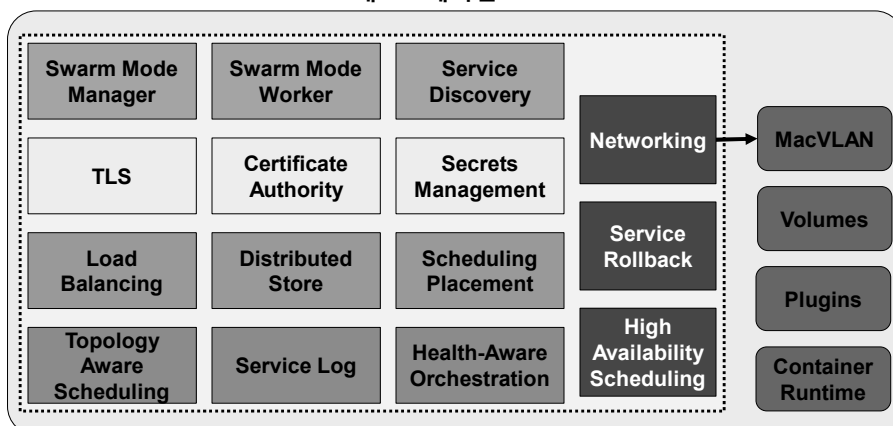 Swarm Mode
Manager
Swarm Mode
Worker
Service
Discovery
Networking
MacVLAN
TLS
Certificate
Authority
Secrets
Management
Service
Rollback
Volumes
Load
Balancing
Distributed
Store
Scheduling
Placement
Plugins
Topology
Aware
Scheduling
Service Log
Health-Aware
Orchestration
High
Availability
Scheduling
Container
Runtime